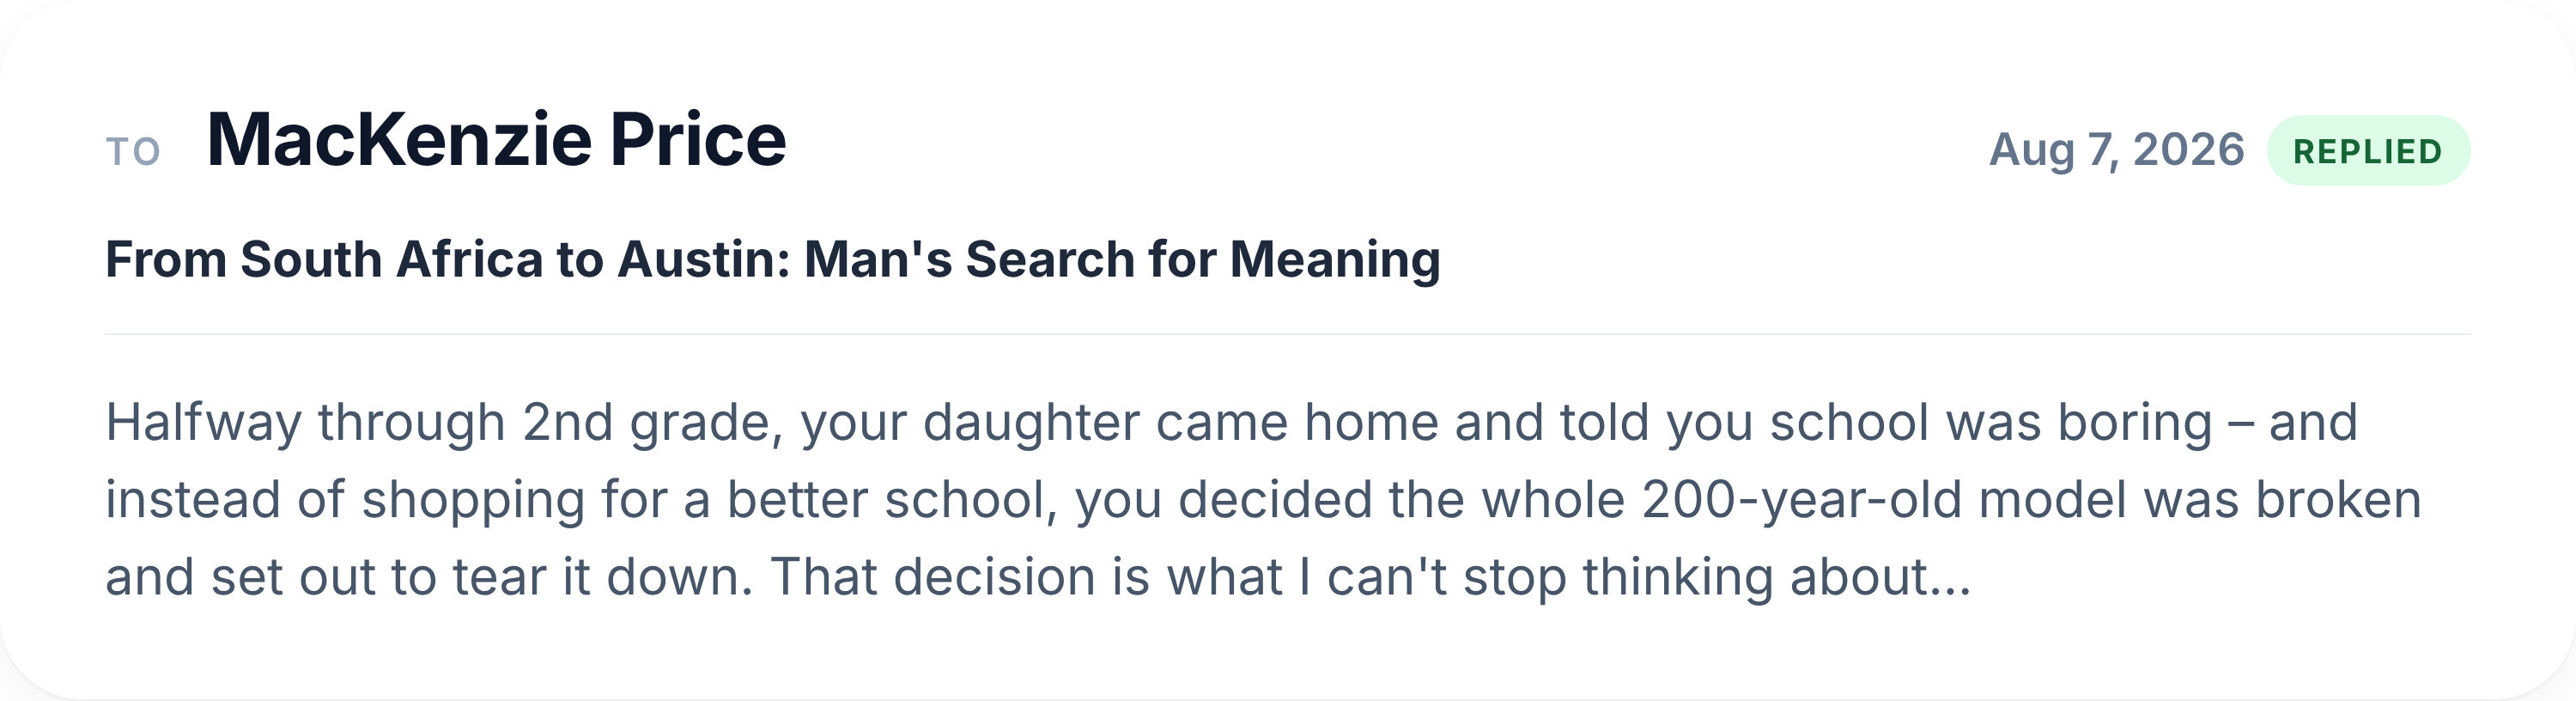 TO MacKenzie Price Aug 7, 2026 REPLIED
From South Africa to Austin: Man's Search for Meaning
Halfway through 2nd grade, your daughter came home and told you school was boring – and
instead of shopping for a better school, you decided the whole 200-year-old model was broken
and set out to tear it down. That decision is what I can't stop thinking about...